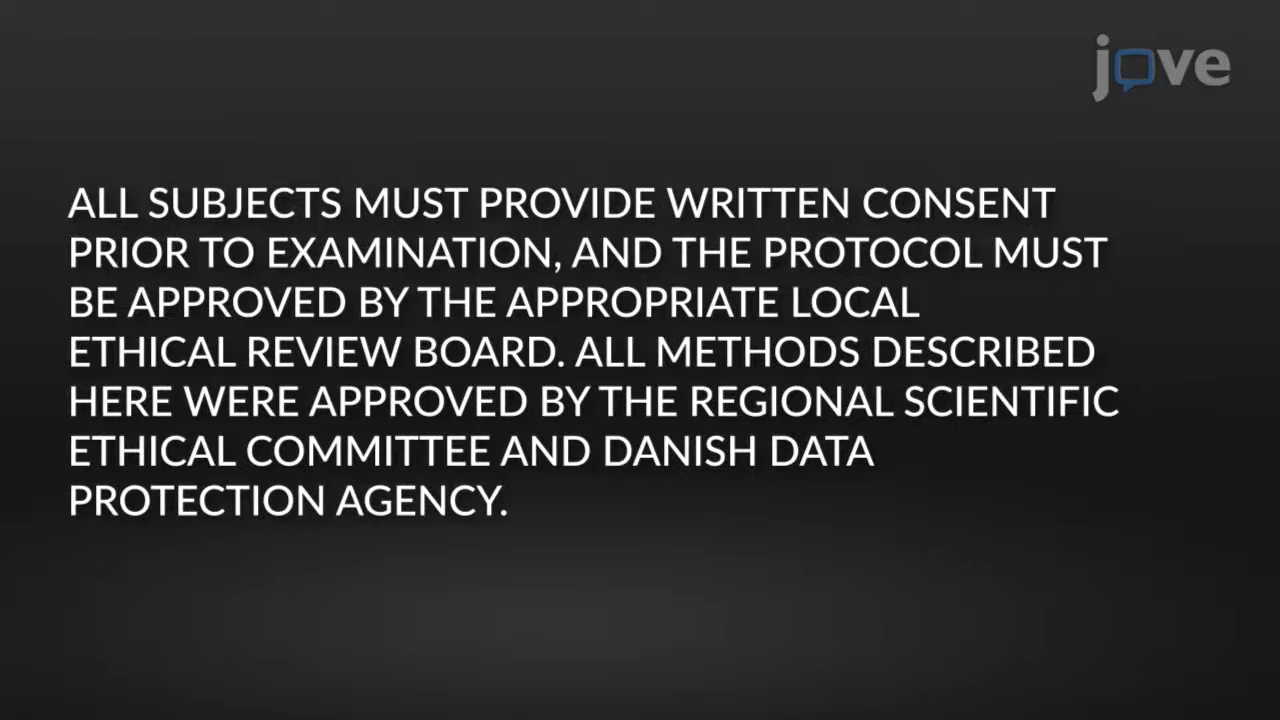 jove
ALL SUBJECTS MUST PROVIDE WRITTEN CONSENT
PRIOR TO EXAMINATION, AND THE PROTOCOL MUST
BE APPROVED BY THE APPROPRIATE LOCAL
ETHICAL REVIEW BOARD. ALL METHODS DESCRIBED
HERE WERE APPROVED BY THE REGIONAL SCIENTIFIC
ETHICAL COMMITTEE AND DANISH DATA
PROTECTION AGENCY.